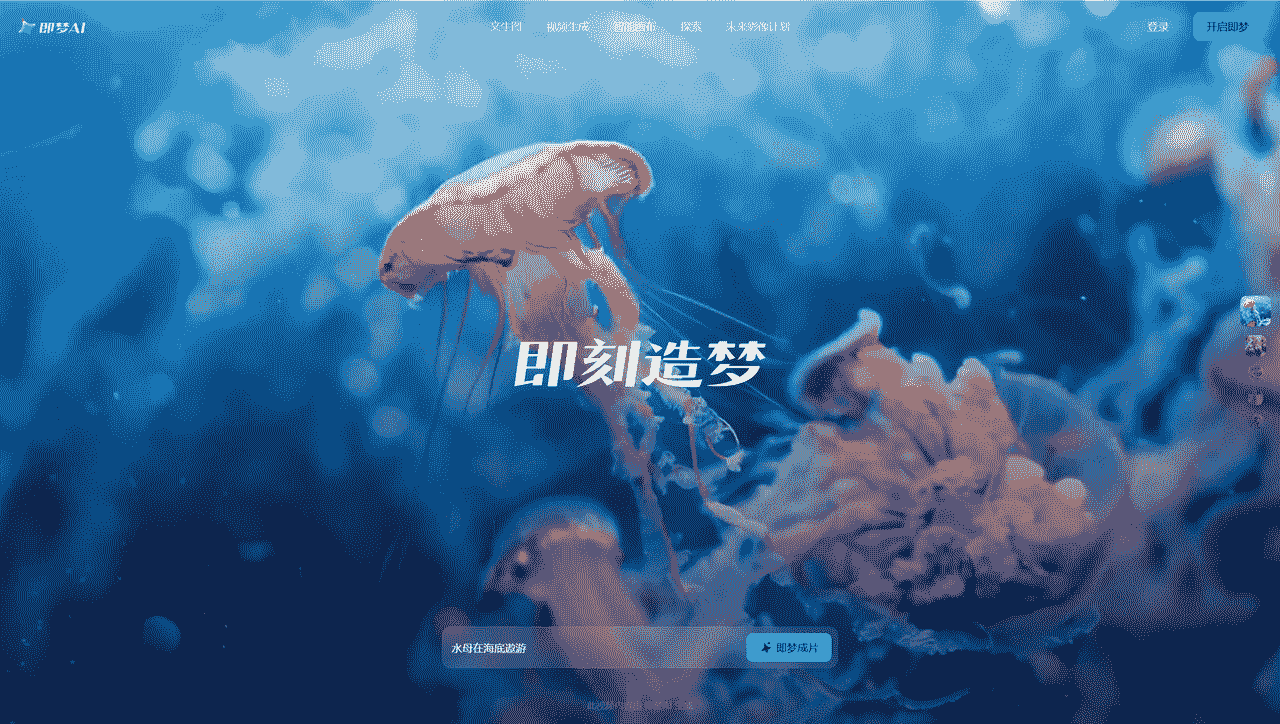 即梦AI
文生图 视频生成 智能画布 探索 未来影像计划
登录
开启即梦
即刻造梦
水母在海底遨游
即梦成片